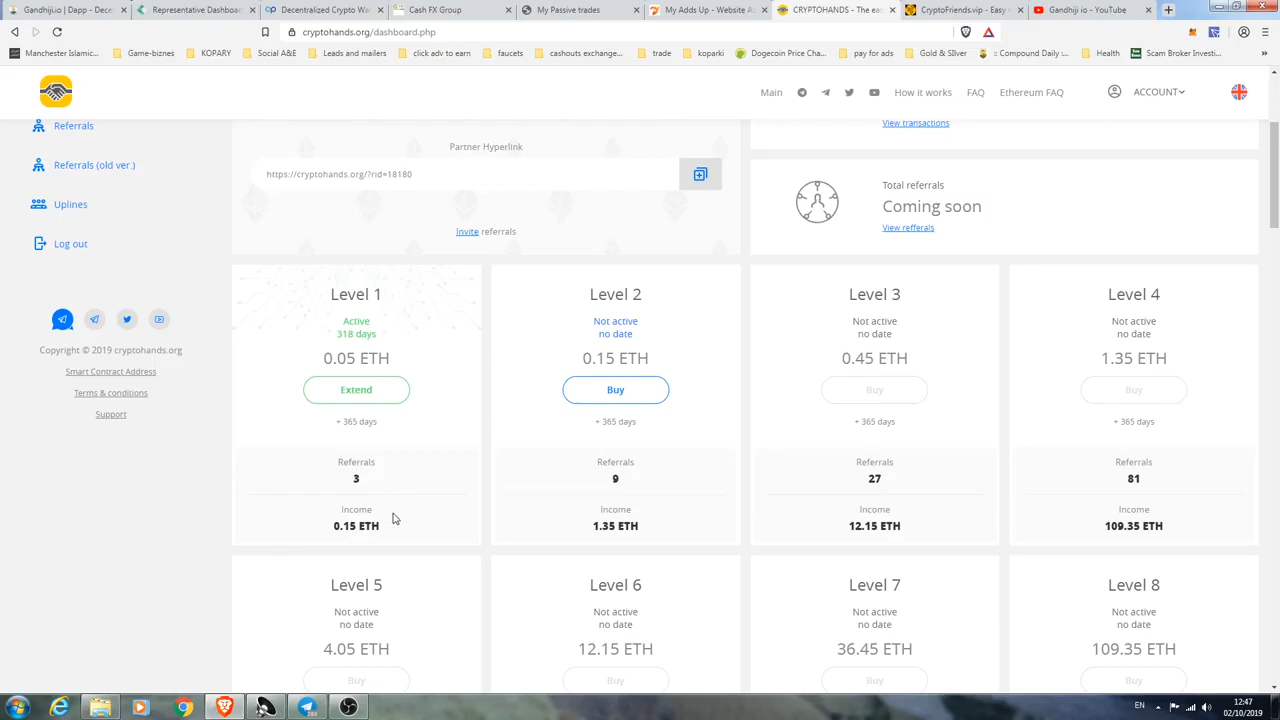 Gandhijiuio | Dapp - Decent
Representative Dashboard
Decentralized Crypto Wa
Cash FX Group
My Passive trades
My Adds Up - Website Ad
CRYPTOHANDS - The eas
CryptoFriends.vip - Easy
Gandhiji io - YouTube
cryptohands.org/dashboard.php
Manchester Islamic...
Game-biznes
KOPARY
Social A&E
Leads and mailers
click adv to earn
faucets
cashouts exchange...
trade
koparki
Dogecoin Price Cha...
pay for ads
Gold & SIlver
:: Compound Daily :...
Health
Scam Broker Investi...
Main
How it works
FAQ
Ethereum FAQ
ACCOUNT
Referrals
Referrals (old ver.)
Uplines
Log out
Copyright © 2019 cryptohands.org
Smart Contract Address
Terms & conditions
Support
Partner Hyperlink
https://cryptohands.org/?rid=18180
Invite referrals
View transactions
Total referrals
Coming soon
View refferals
Level 1
Active
318 days
0.05 ETH
Extend
+ 365 days
Referrals
3
Income
0.15 ETH
Level 2
Not active
no date
0.15 ETH
Buy
+ 365 days
Referrals
9
Income
1.35 ETH
Level 3
Not active
no date
0.45 ETH
Buy
+ 365 days
Referrals
27
Income
12.15 ETH
Level 4
Not active
no date
1.35 ETH
Buy
+ 365 days
Referrals
81
Income
109.35 ETH
Level 5
Not active
no date
4.05 ETH
Buy
Level 6
Not active
no date
12.15 ETH
Buy
Level 7
Not active
no date
36.45 ETH
Buy
Level 8
Not active
no date
109.35 ETH
Buy
EN
12:47
02/10/2019